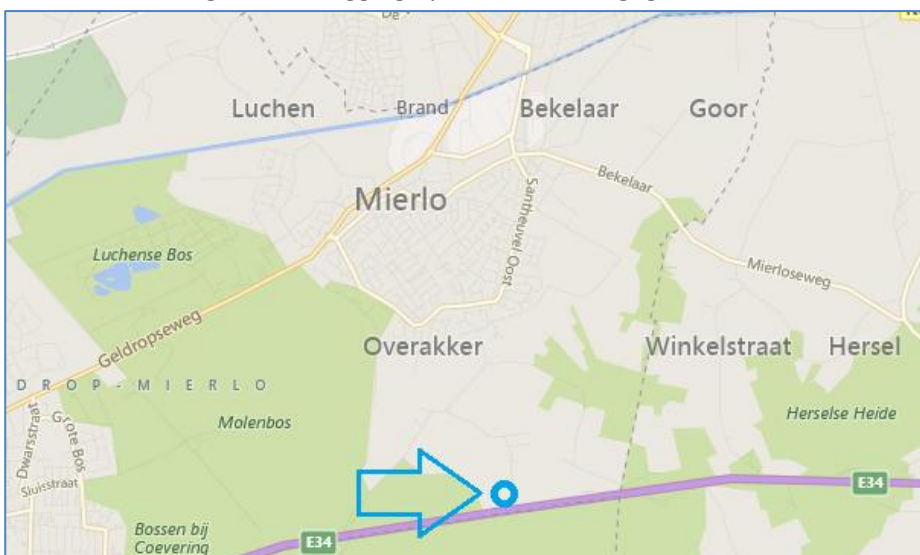 De
Luchen
Brand
Bekelaar
Goor
Bekelaar
Mierlo
Santheuvel Oost
Luchense Bos
Mierloseweg
Geldropseweg
Overakker
Winkelstraat
Hersel
D R O P - M I E R L O
Dwarsstraat
Grote Bos
Molenbos
Herselse Heide
Sluisstraat
E34
Bossen bij
Coevering
E34